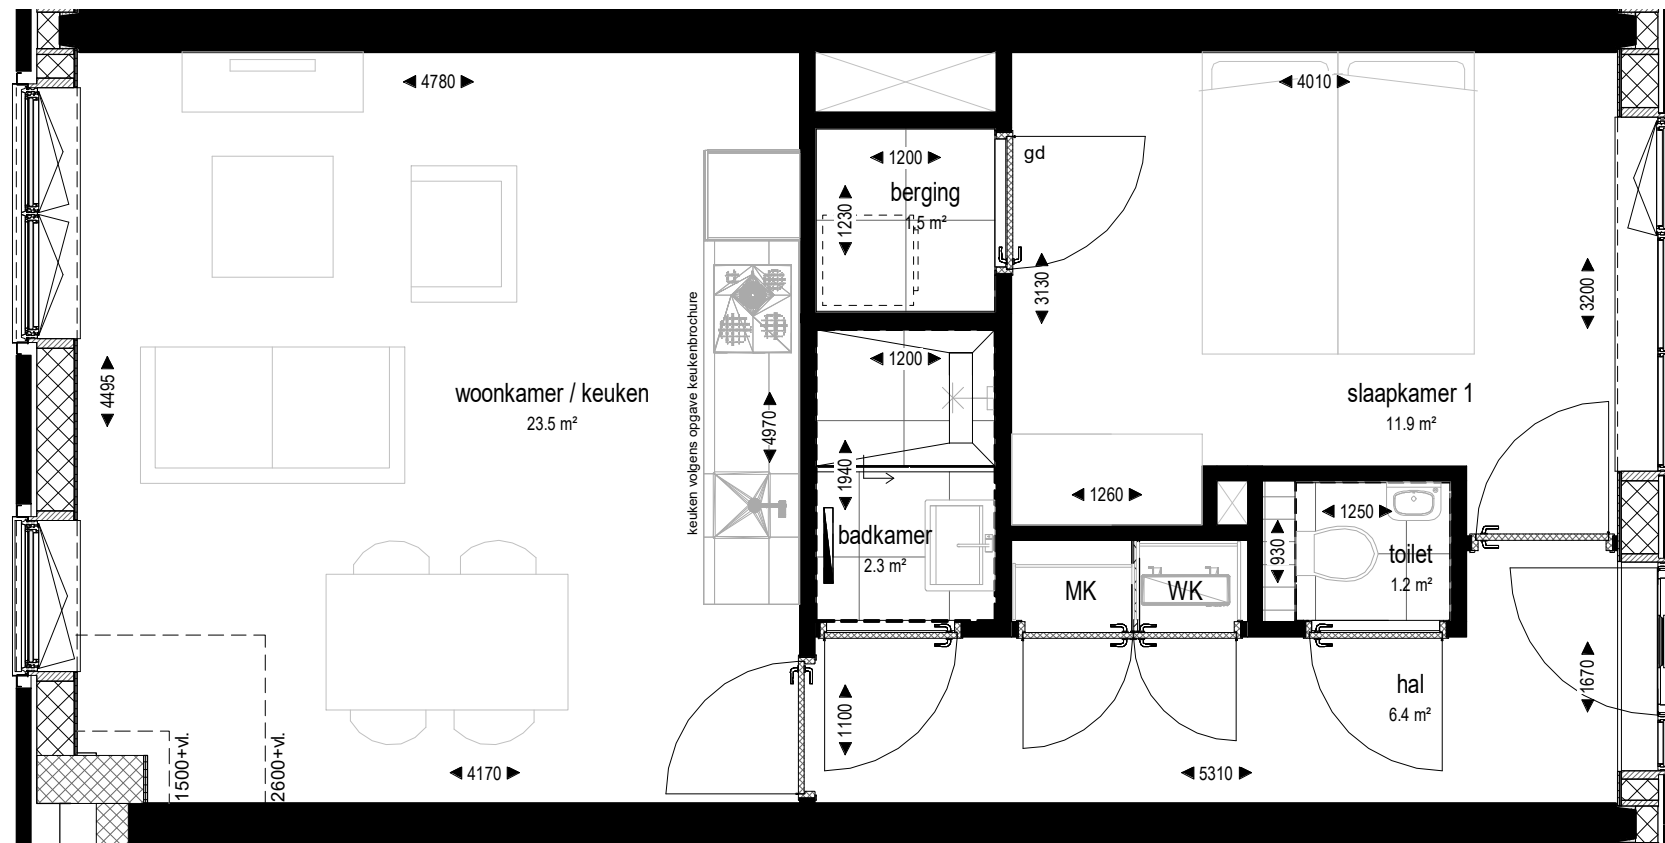 4780
4010
gd
1200
berging
1.5 m²
1230
3130
3200
keuken volgens opgave keukenbrochure
1200
4495
woonkamer / keuken
23.5 m²
slaapkamer 1
11.9 m²
4970
1940
1260
1250
badkamer
2.3 m²
930
toilet
1.2 m²
MK
WK
hal
6.4 m²
1670
1100
1500+vl.
2600+vl.
4170
5310